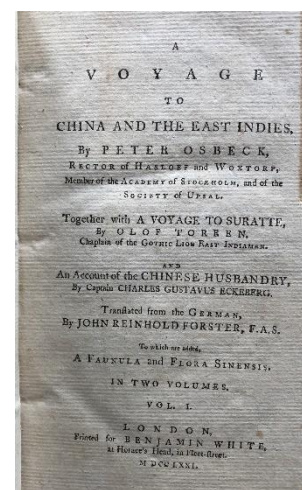 A
VOYAGE
TO
CHINA AND THE EAST INDIES,
By PETER OSBECK,
RECTOR OF HASLOEF and WOXTORP,
Member of the ACADEMY of STOCKHOLM, and of the
SOCIETY of UPSAL.
Together with A VOYAGE TO SURATTE,
By OLOF TOREEN,
Chaplain of the GOTHIC LION EAST INDIAMAN.
AND
An Account of the CHINESE HUSBANDRY,
By Captain CHARLES GUSTAVUS ECKEBERG.
Translated from the GERMAN,
By JOHN REINHOLD FORSTER, F.A.S.
To which are added,
A FAUNULA and FLORA SINENSIS.
IN TWO VOLUMES.
VOL. I.
LONDON,
Printed for BENJAMIN WHITE,
at Horace's Head, in Fleet-street.
MDCCLXXI.